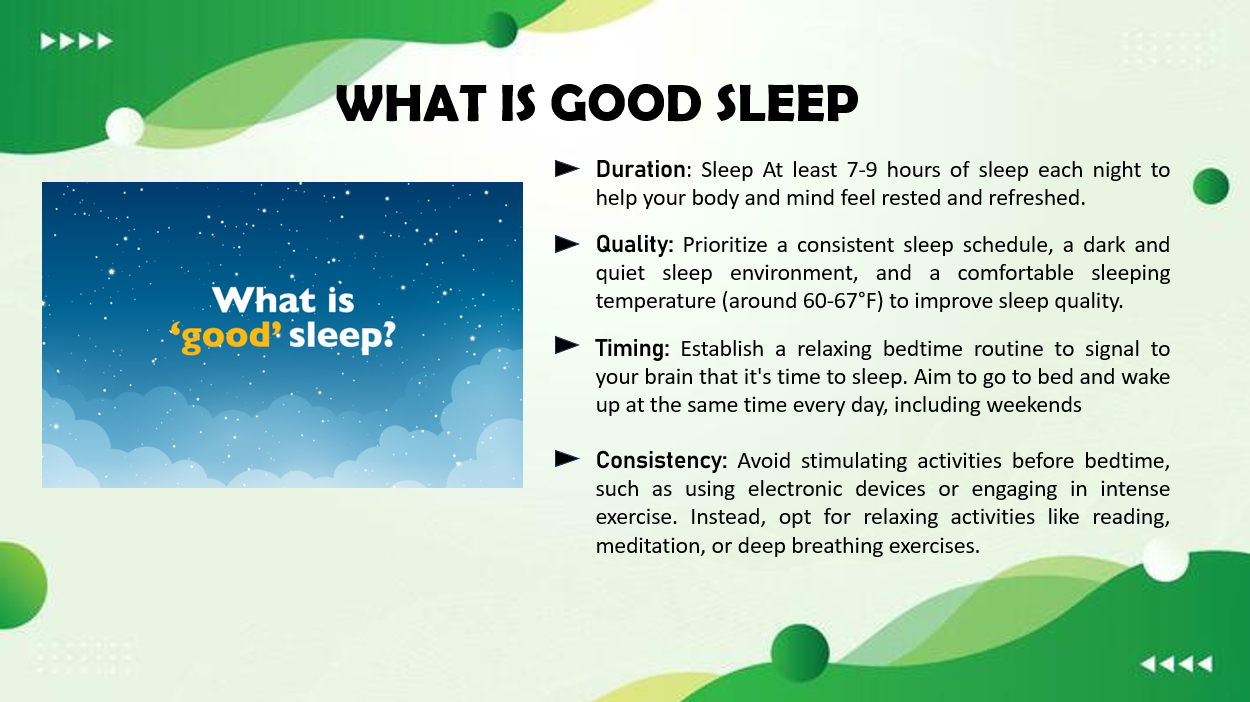 WHAT IS GOOD SLEEP
What is
‘good’ sleep?
Duration: Sleep At least 7-9 hours of sleep each night to
help your body and mind feel rested and refreshed.
Quality: Prioritize a consistent sleep schedule, a dark and
quiet sleep environment, and a comfortable sleeping
temperature (around 60-67°F) to improve sleep quality.
Timing: Establish a relaxing bedtime routine to signal to
your brain that it's time to sleep. Aim to go to bed and wake
up at the same time every day, including weekends
Consistency: Avoid stimulating activities before bedtime,
such as using electronic devices or engaging in intense
exercise. Instead, opt for relaxing activities like reading,
meditation, or deep breathing exercises.